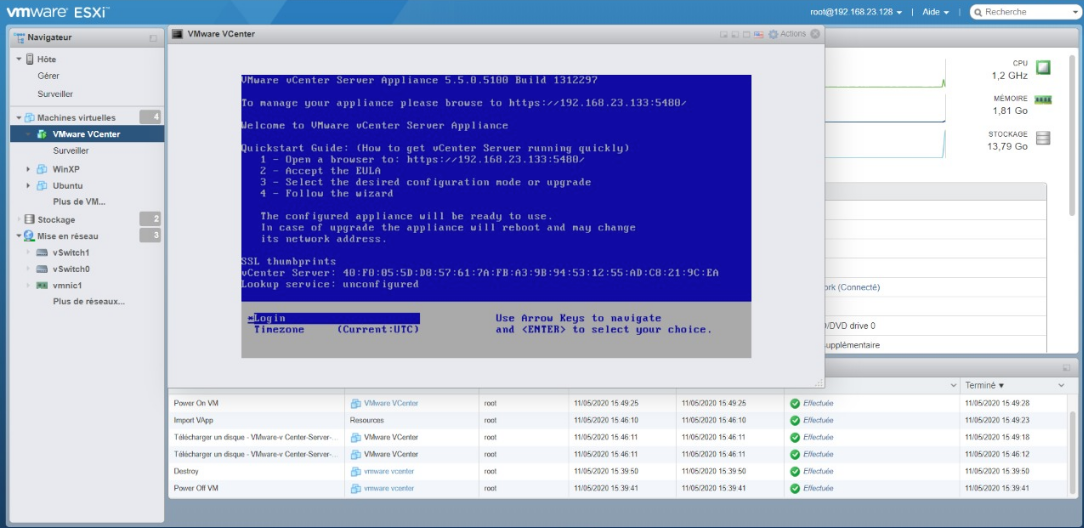 vmware ESXi™
root@192.168.23.128 | Aide | Recherche
Navigateur
Hôte
Gérer
Surveiller
Machines virtuelles 4
VMware VCenter
Surveiller
WinXP
Ubuntu
Plus de VM...
Stockage 2
Mise en réseau 3
vSwitch1
vSwitch0
vmnic1
Plus de réseaux...
VMware VCenter
Actions
VMware vCenter Server Appliance 5.5.0.5100 Build 1312297
To manage your appliance please browse to https://192.168.23.133:5480/
Welcome to VMware vCenter Server Appliance
Quickstart Guide: (How to get vCenter Server running quickly)
1 - Open a browser to: https://192.168.23.133:5480/
2 - Accept the EULA
3 - Select the desired configuration mode or upgrade
4 - Follow the wizard
The configured appliance will be ready to use.
In case of upgrade the appliance will reboot and may change
its network address.
SSL thumbprints
vCenter Server: 40:F0:05:5D:D8:57:61:7A:FB:A3:9B:94:53:12:55:AD:C8:21:9C:EA
Lookup service: unconfigured
*Login
Timezone (Current:UTC)
Use Arrow Keys to navigate
and <ENTER> to select your choice.
CPU
1,2 GHz
MÉMOIRE
1,81 Go
STOCKAGE
13,79 Go
ork (Connecté)
/DVD drive 0
supplémentaire
Terminé ▼
Power On VM VMware VCenter root 11/05/2020 15:49:25 11/05/2020 15:49:25 Effectuée 11/05/2020 15:49:28
Import VApp Resources root 11/05/2020 15:46:10 11/05/2020 15:46:10 Effectuée 11/05/2020 15:49:23
Télécharger un disque - VMware-v Center-Server-... VMware VCenter root 11/05/2020 15:46:11 11/05/2020 15:46:11 Effectuée 11/05/2020 15:49:18
Télécharger un disque - VMware-v Center-Server-... VMware VCenter root 11/05/2020 15:46:11 11/05/2020 15:46:11 Effectuée 11/05/2020 15:46:12
Destroy vmware vcenter root 11/05/2020 15:39:50 11/05/2020 15:39:50 Effectuée 11/05/2020 15:39:50
Power Off VM vmware vcenter root 11/05/2020 15:39:41 11/05/2020 15:39:41 Effectuée 11/05/2020 15:39:41